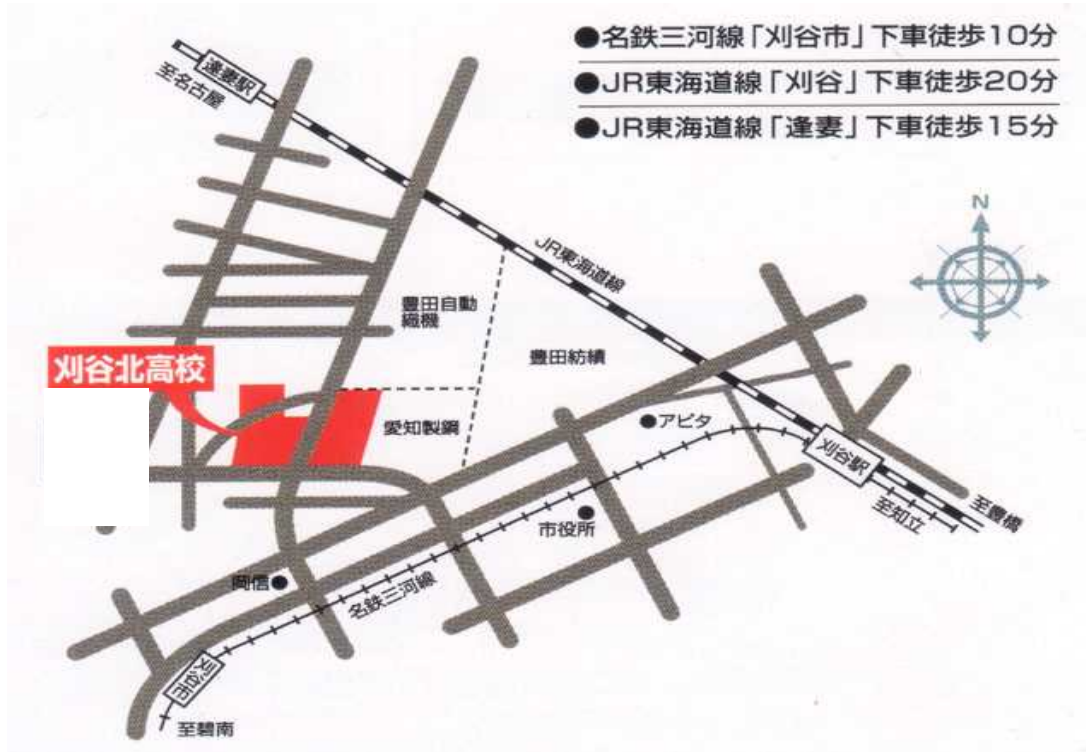 ●名鉄三河線「刈谷市」下車徒歩10分
●JR東海道線「刈谷」下車徒歩20分
●JR東海道線「逢妻」下車徒歩15分
逢妻駅
至名古屋
N
JR東海道線
豊田自動
織機
豊田紡績
刈谷北高校
愛知製鋼
●アピタ
刈谷駅
至豊橋
至知立
市役所
岡信●
名鉄三河線
刈谷市
至碧南